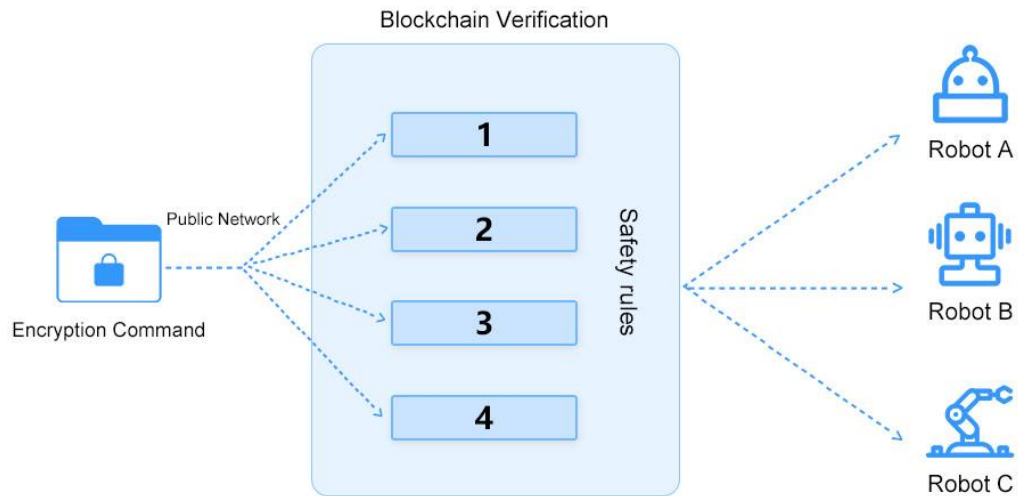 Blockchain Verification
1
2
3
4
Safety rules
Public Network
Encryption Command
Robot A
Robot B
Robot C